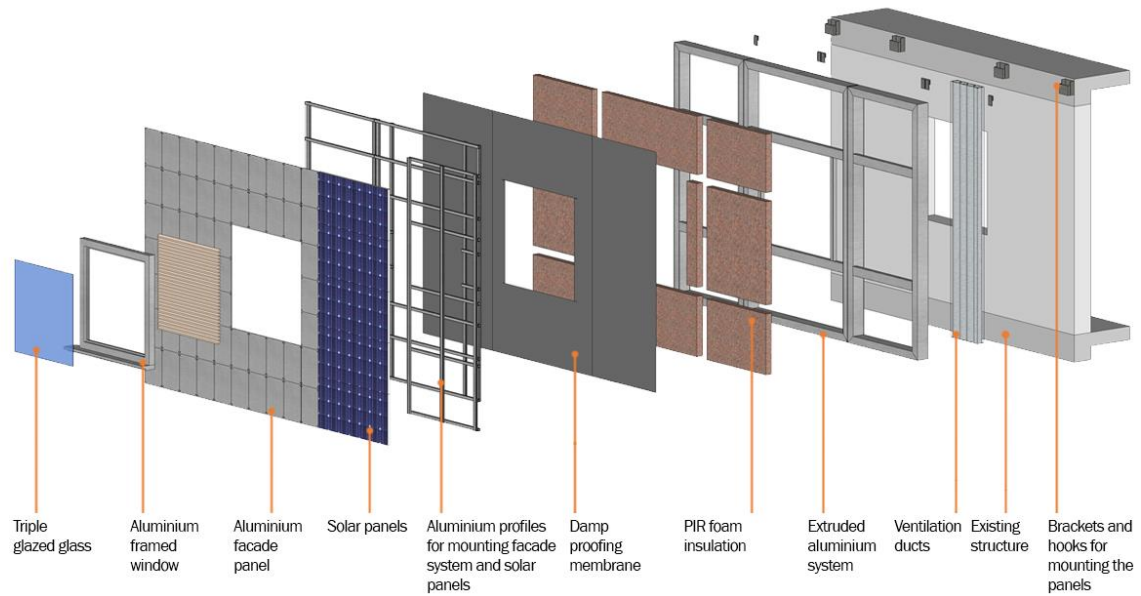 Triple
glazed glass
Aluminium
framed
window
Aluminium
facade
panel
Solar panels
Aluminium profiles
for mounting facade
system and solar
panels
Damp
proofing
membrane
PIR foam
insulation
Extruded
aluminium
system
Ventilation
ducts
Existing
structure
Brackets and
hooks for
mounting the
panels